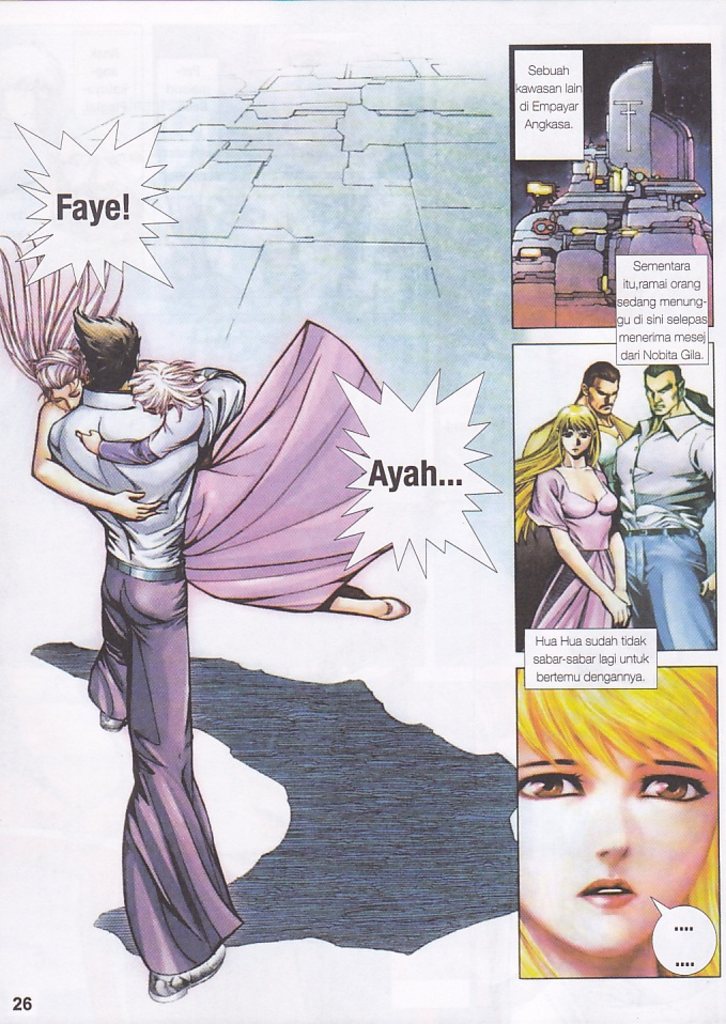 Faye!
Ayah...
Sebuah
kawasan lain
di Empayar
Angkasa.
Sementara
itu,ramai orang
sedang menung-
gu di sini selepas
menerima mesej
dari Nobita Gila.
Hua Hua sudah tidak
sabar-sabar lagi untuk
bertemu dengannya.
....
....
26